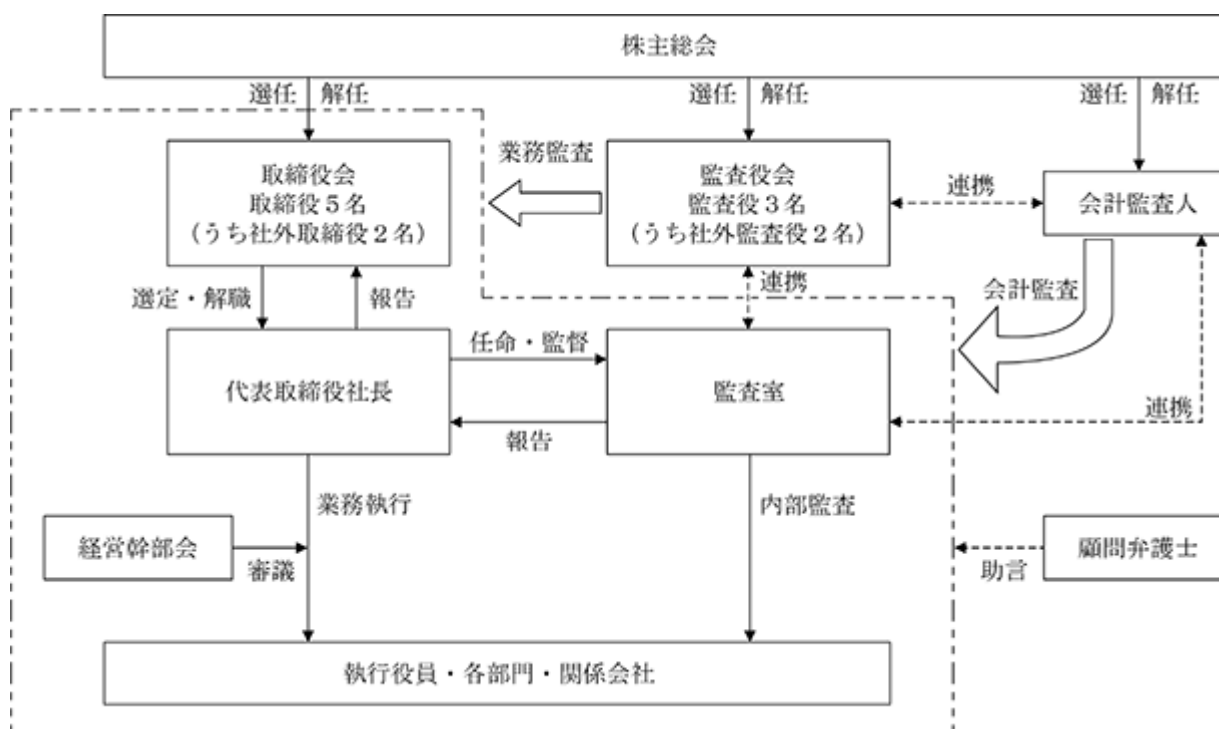 株主総会
選任 解任
選任 解任
選任 解任
取締役会
取締役5名
(うち社外取締役2名)
業務監査
監査役会
監査役3名
(うち社外監査役2名)
連携
会計監査人
選定・解職
報告
連携
会計監査
代表取締役社長
任命・監督
報告
監査室
連携
業務執行
内部監査
経営幹部会
審議
顧問弁護士
助言
執行役員・各部門・関係会社